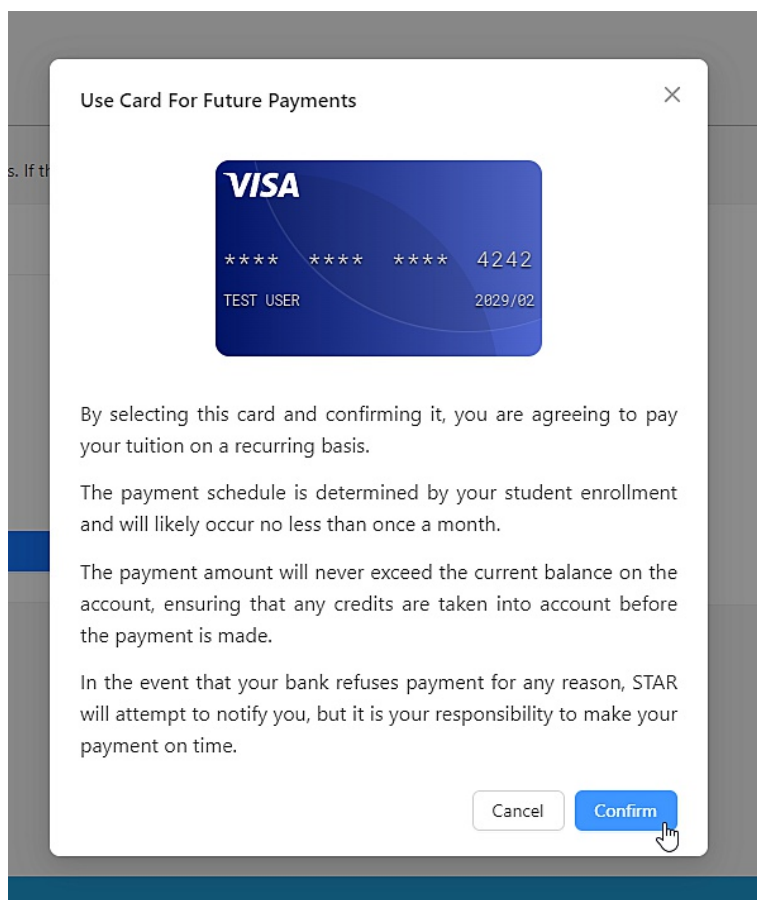 Use Card For Future Payments
s. If th
VISA
**** **** **** 4242
TEST USER 2029/02
By selecting this card and confirming it, you are agreeing to pay
your tuition on a recurring basis.
The payment schedule is determined by your student enrollment
and will likely occur no less than once a month.
The payment amount will never exceed the current balance on the
account, ensuring that any credits are taken into account before
the payment is made.
In the event that your bank refuses payment for any reason, STAR
will attempt to notify you, but it is your responsibility to make your
payment on time.
Cancel Confirm